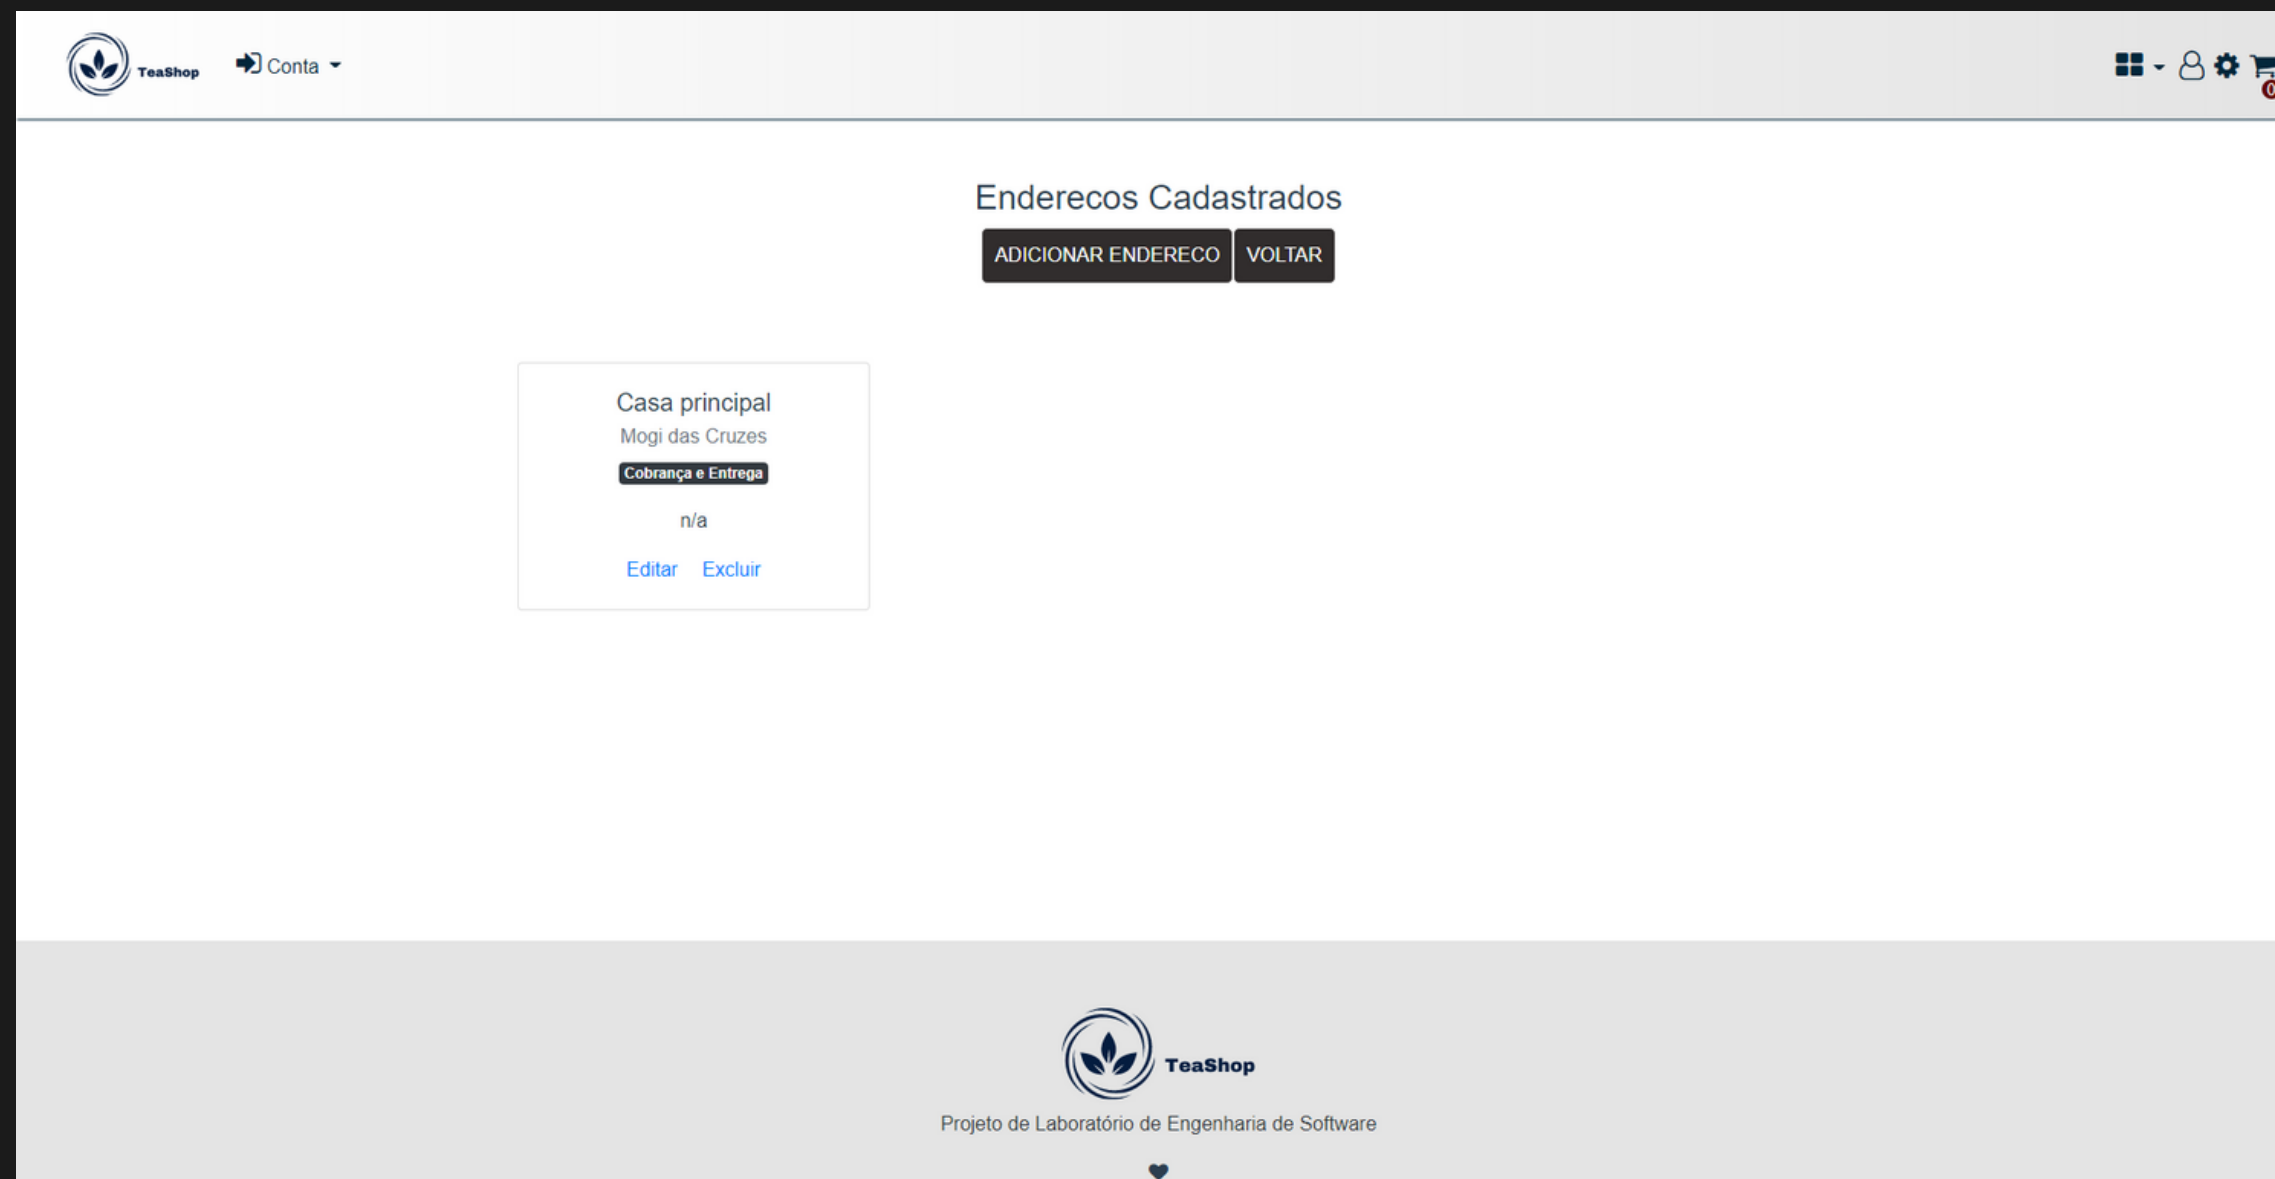 TeaShop Conta
0
Enderecos Cadastrados
ADICIONAR ENDERECO VOLTAR
Casa principal
Mogi das Cruzes
Cobrança e Entrega
n/a
Editar Excluir
TeaShop
Projeto de Laboratório de Engenharia de Software